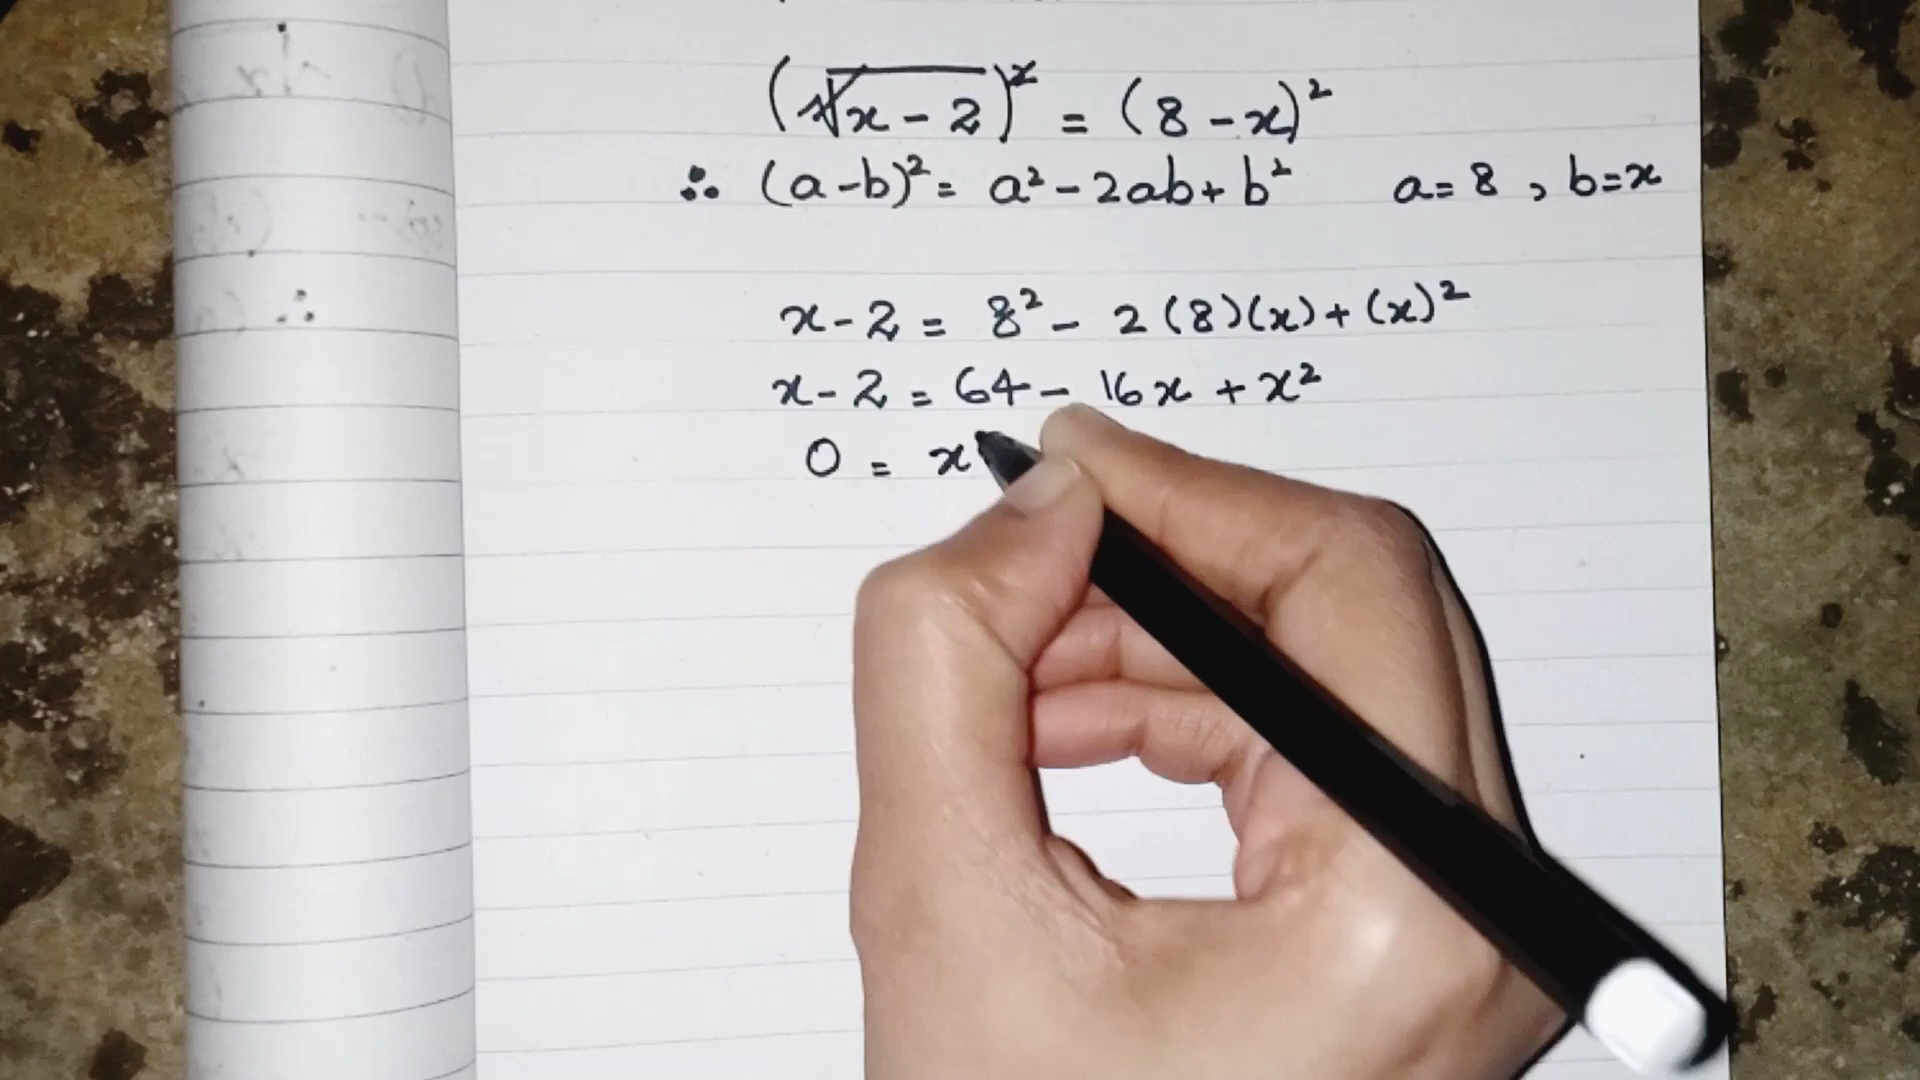 (√x - 2)² = (8 - x)²
∴ (a - b)² = a² - 2ab + b² a = 8 , b = x
x - 2 = 8² - 2(8)(x) + (x)²
x - 2 = 64 - 16x + x²
0 = x